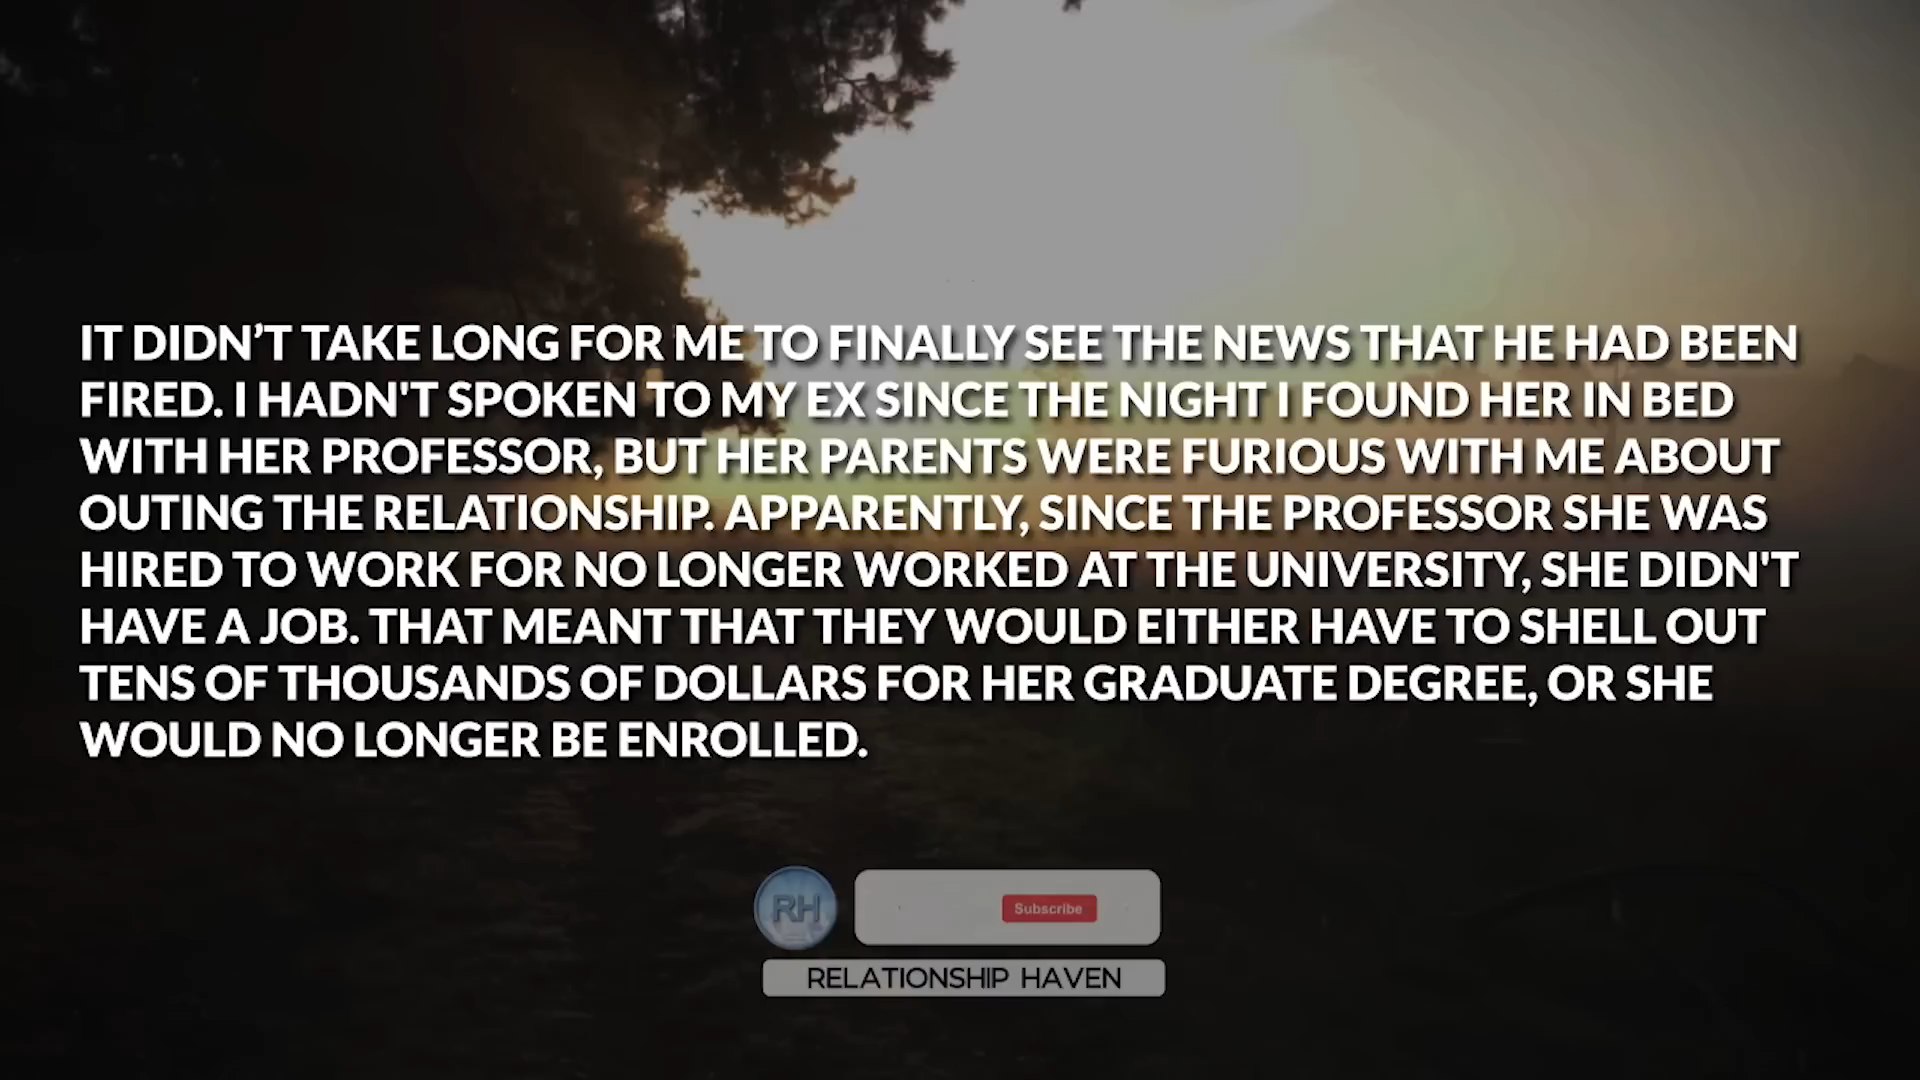 IT DIDN’T TAKE LONG FOR ME TO FINALLY SEE THE NEWS THAT HE HAD BEEN
FIRED. I HADN'T SPOKEN TO MY EX SINCE THE NIGHT I FOUND HER IN BED
WITH HER PROFESSOR, BUT HER PARENTS WERE FURIOUS WITH ME ABOUT
OUTING THE RELATIONSHIP. APPARENTLY, SINCE THE PROFESSOR SHE WAS
HIRED TO WORK FOR NO LONGER WORKED AT THE UNIVERSITY, SHE DIDN'T
HAVE A JOB. THAT MEANT THAT THEY WOULD EITHER HAVE TO SHELL OUT
TENS OF THOUSANDS OF DOLLARS FOR HER GRADUATE DEGREE, OR SHE
WOULD NO LONGER BE ENROLLED.
RH
Subscribe
RELATIONSHIP HAVEN